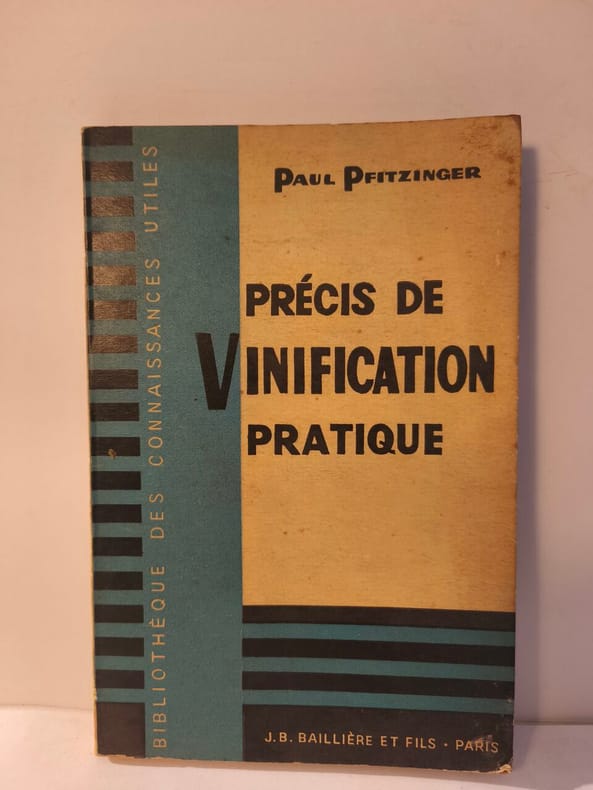 PAUL PFITZINGER
PRÉCIS DE
VINIFICATION
PRATIQUE
BIBLIOTHÈQUE DES CONNAISSANCES UTILES
J.B. BAILLIÈRE ET FILS • PARIS